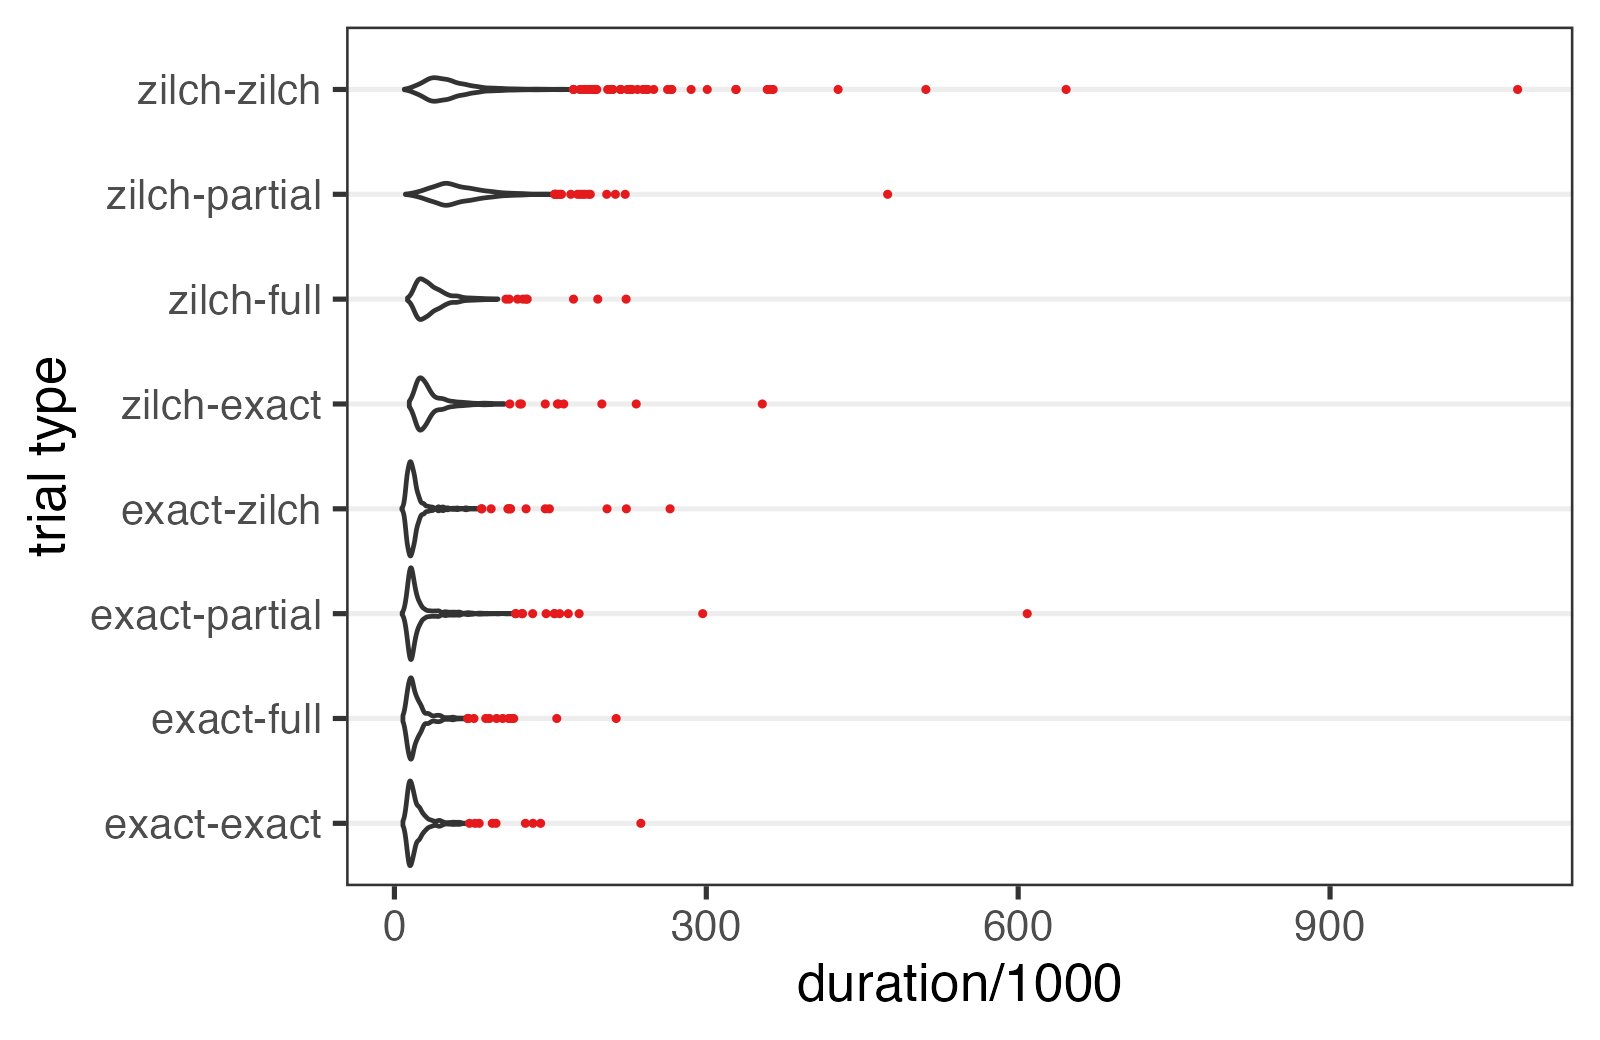 zilch-zilch
zilch-partial
zilch-full
zilch-exact
exact-zilch
exact-partial
exact-full
exact-exact
trial type
0 300 600 900
duration/1000